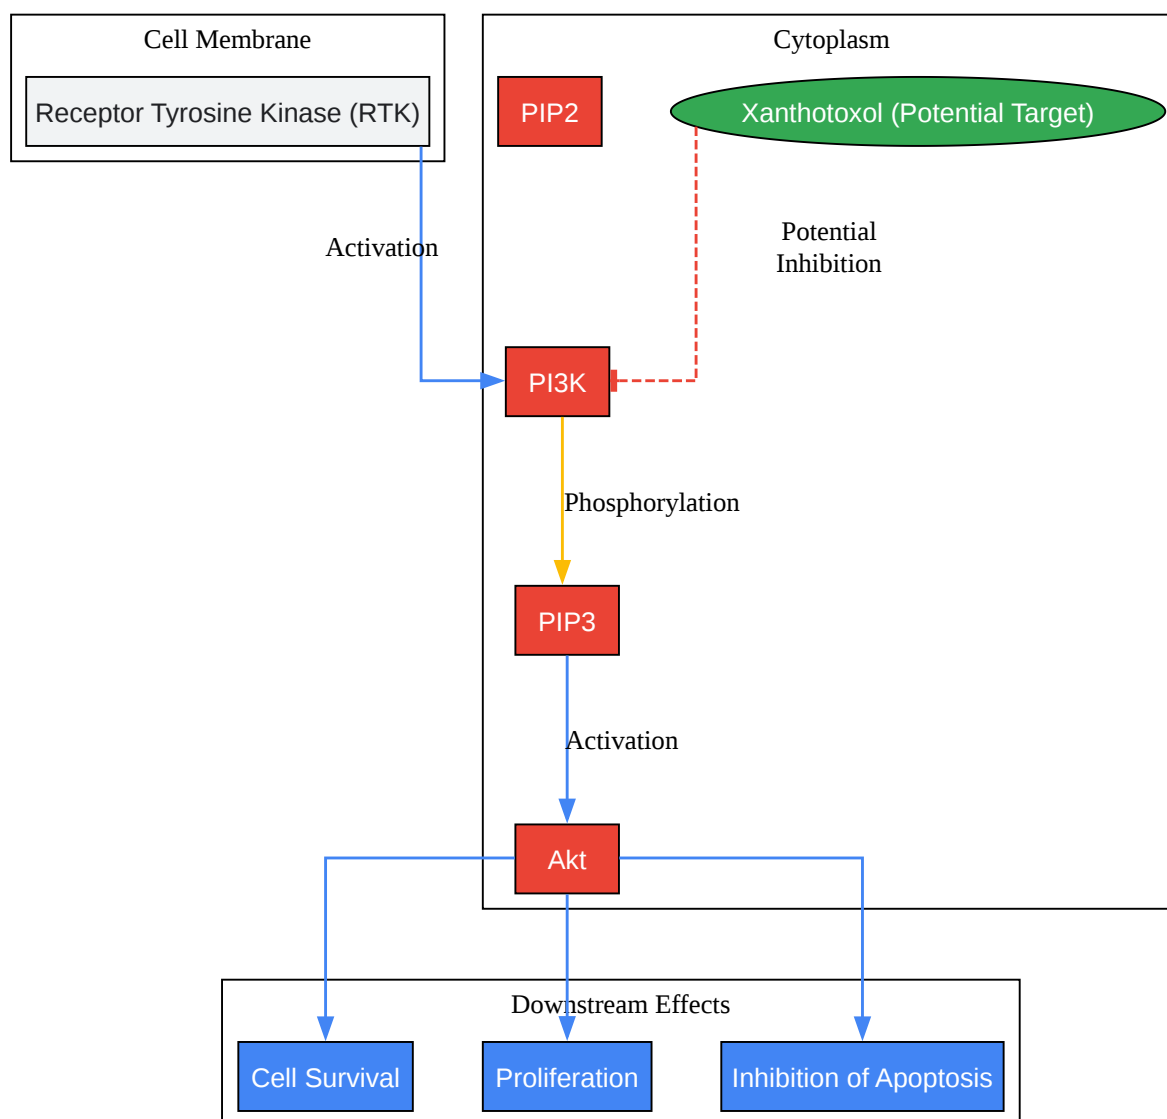 Cell Membrane
Cytoplasm
Receptor Tyrosine Kinase (RTK)
PIP2
Xanthotoxol (Potential Target)
Activation
Potential
Inhibition
PI3K
Phosphorylation
PIP3
Activation
Akt
Downstream Effects
Cell Survival
Proliferation
Inhibition of Apoptosis